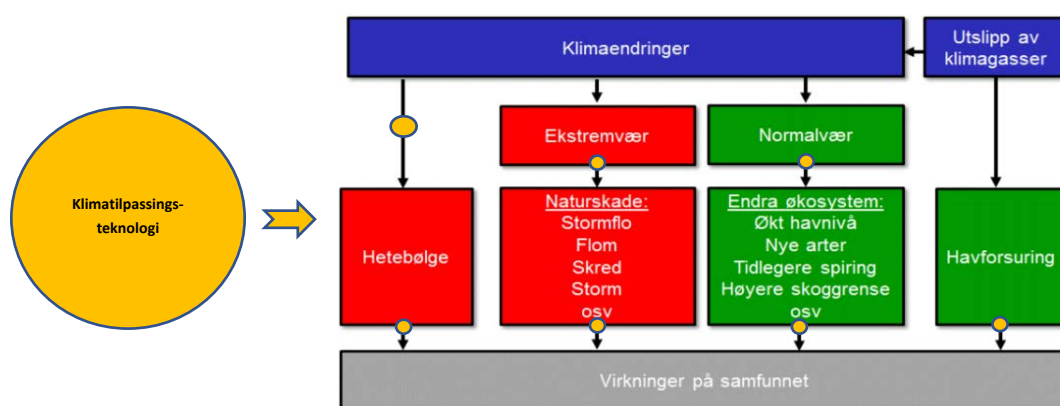 Klimaendringer
Utslipp av
klimagasser
Ekstremvær
Normalvær
Klimatilpassings-
teknologi
Hetebølge
Naturskade:
Stormflo
Flom
Skred
Storm
osv
Endra økosystem:
Økt havnivå
Nye arter
Tidlegere spiring
Høyere skoggrense
osv
Havforsuring
Virkninger på samfunnet